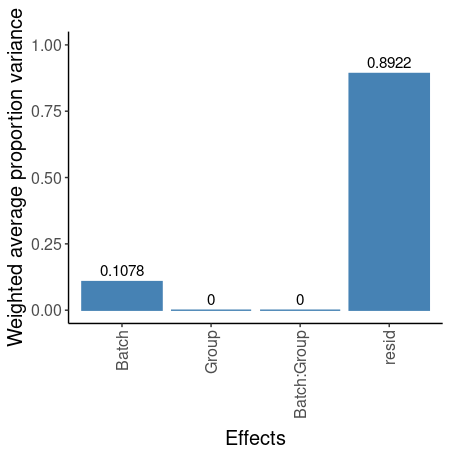 Weighted average proportion variance
1.00
0.75
0.50
0.25
0.00
0.1078
0
0
0.8922
Batch
Group
Batch:Group
resid
Effects